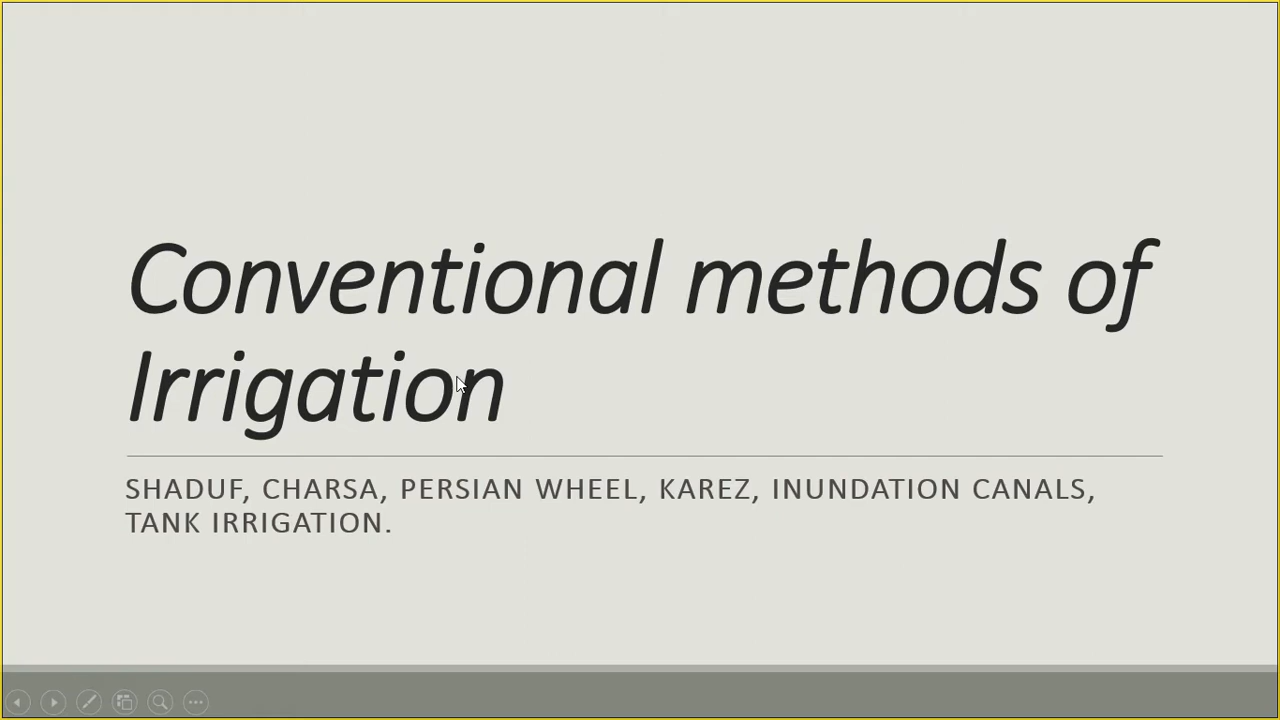 Conventional methods of
Irrigation
SHADUF, CHARSA, PERSIAN WHEEL, KAREZ, INUNDATION CANALS,
TANK IRRIGATION.